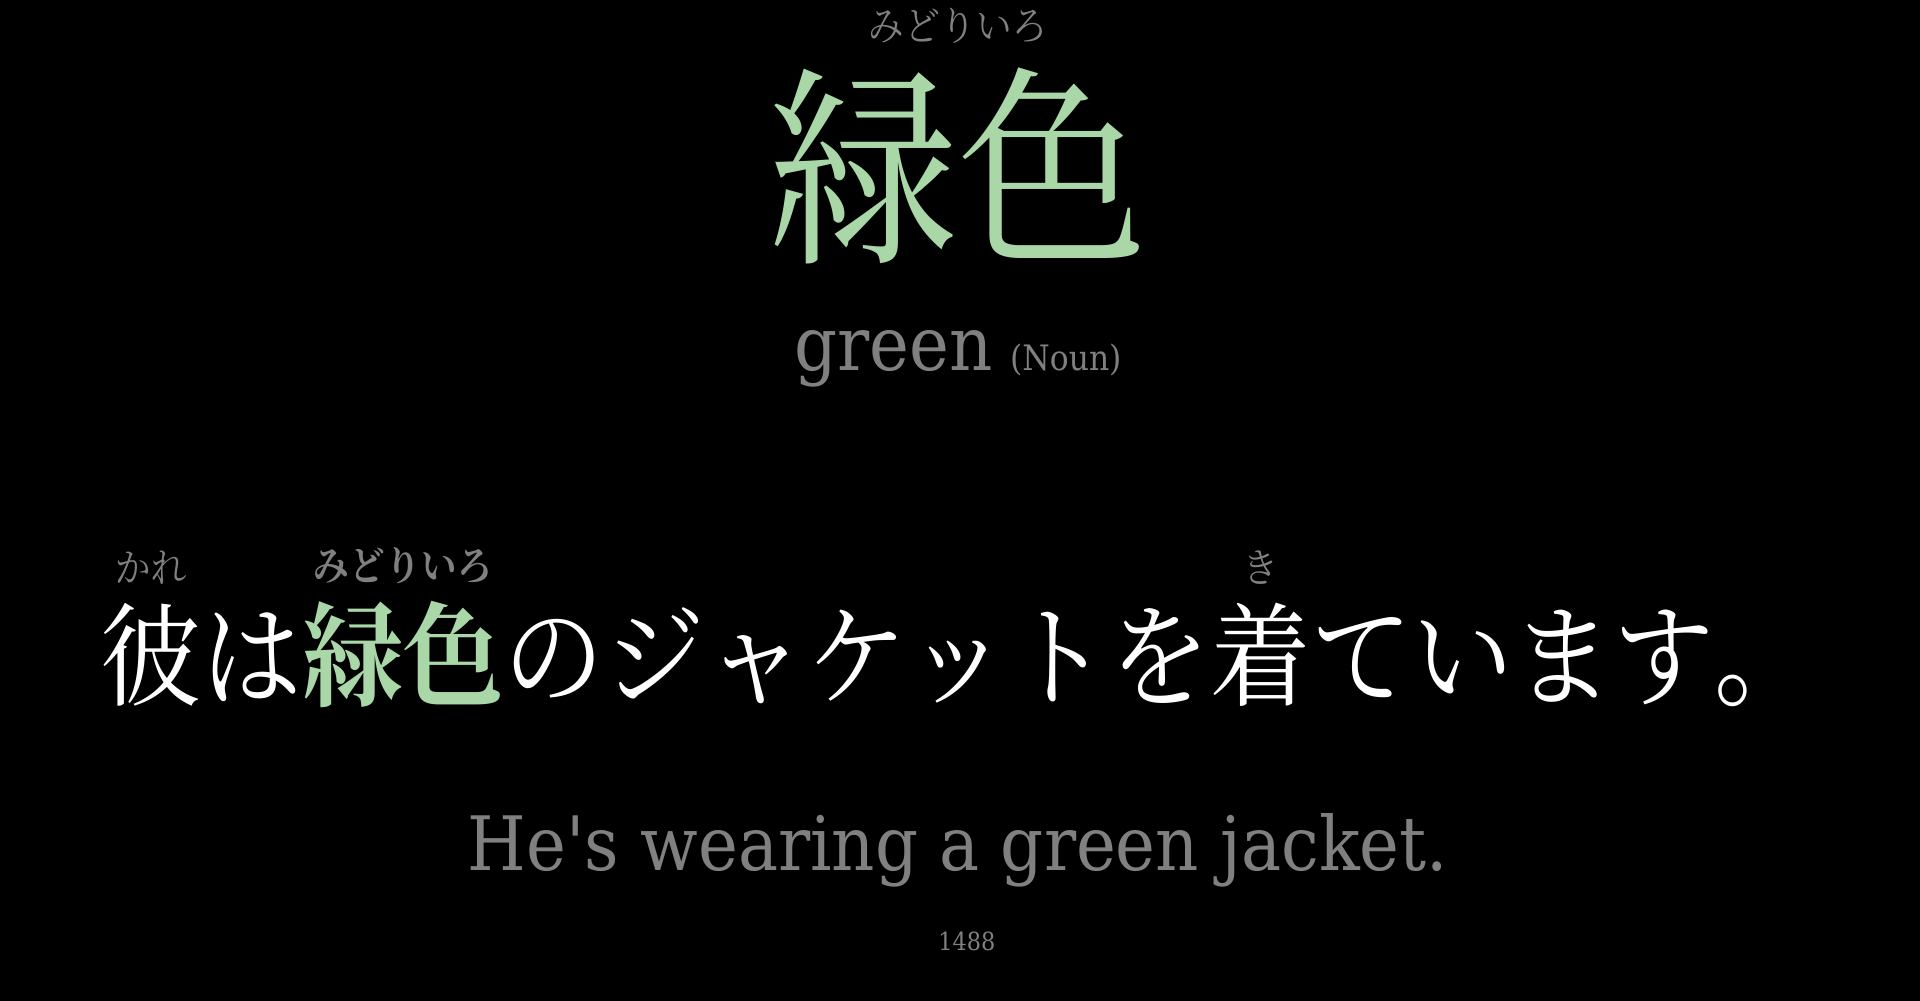 みどりいろ
緑色
green (Noun)
かれ みどりいろ き
彼は緑色のジャケットを着ています。
He's wearing a green jacket.
1488